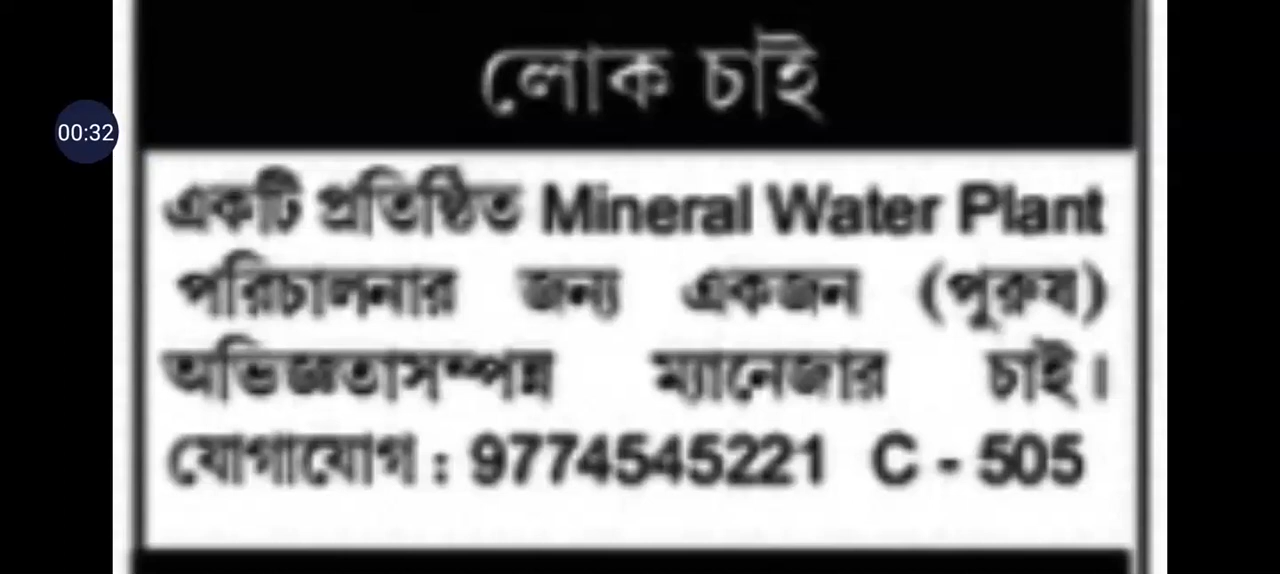 লোক চাই
00:32
একটি প্রতিষ্ঠিত Mineral Water Plant
পরিচালনার জন্য একজন (পুরুষ)
অভিজ্ঞতাসম্পন্ন ম্যানেজার চাই।
যোগাযোগ : 9774545221 C - 505